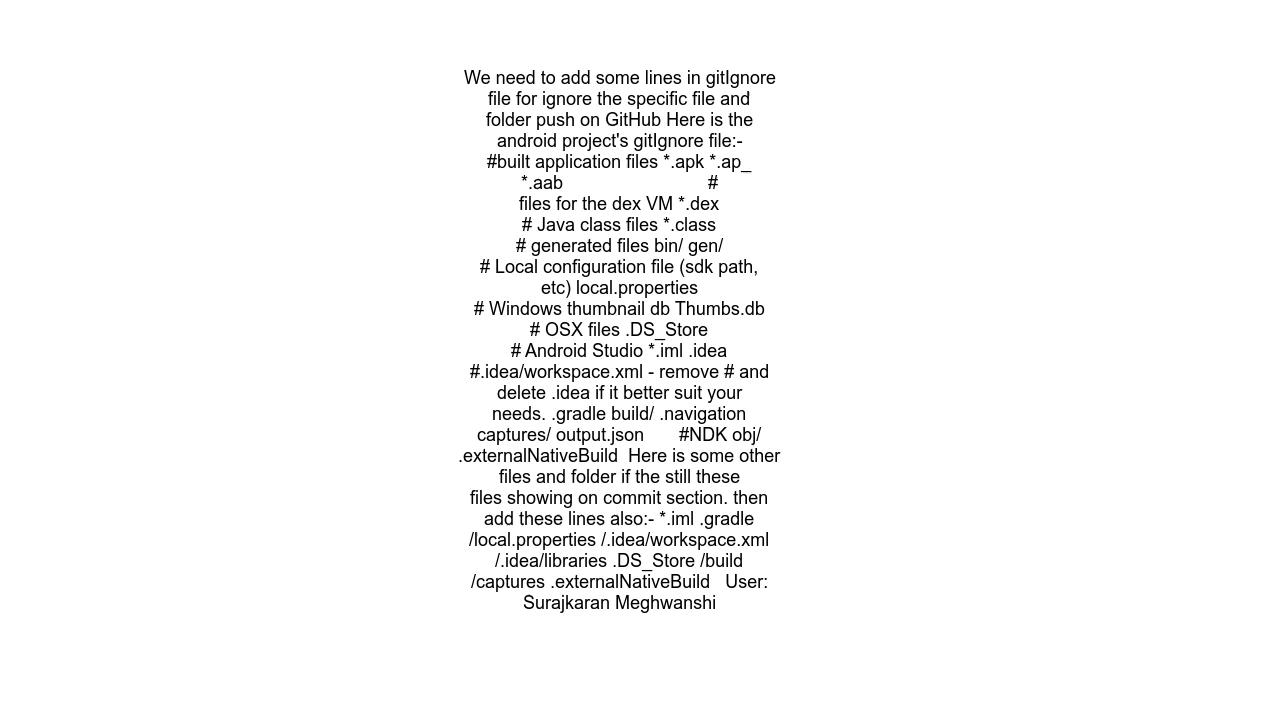 We need to add some lines in gitIgnore
file for ignore the specific file and
folder push on GitHub Here is the
android project's gitIgnore file:-
#built application files *.apk *.ap_
*.aab #
files for the dex VM *.dex
# Java class files *.class
# generated files bin/ gen/
# Local configuration file (sdk path,
etc) local.properties
# Windows thumbnail db Thumbs.db
# OSX files .DS_Store
# Android Studio *.iml .idea
#.idea/workspace.xml - remove # and
delete .idea if it better suit your
needs. .gradle build/ .navigation
captures/ output.json #NDK obj/
.externalNativeBuild Here is some other
files and folder if the still these
files showing on commit section. then
add these lines also:- *.iml .gradle
/local.properties /.idea/workspace.xml
/.idea/libraries .DS_Store /build
/captures .externalNativeBuild User:
Surajkaran Meghwanshi